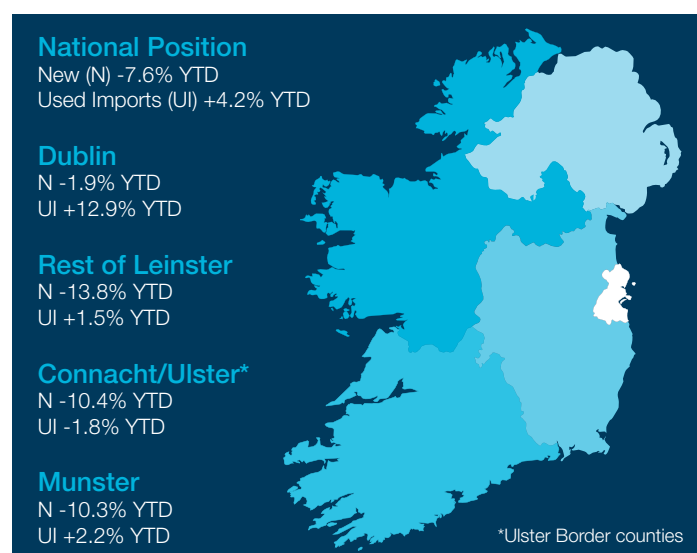 National Position
New (N) -7.6% YTD
Used Imports (UI) +4.2% YTD
Dublin
N -1.9% YTD
UI +12.9% YTD
Rest of Leinster
N -13.8% YTD
UI +1.5% YTD
Connacht/Ulster*
N -10.4% YTD
UI -1.8% YTD
Munster
N -10.3% YTD
UI +2.2% YTD
*Ulster Border counties